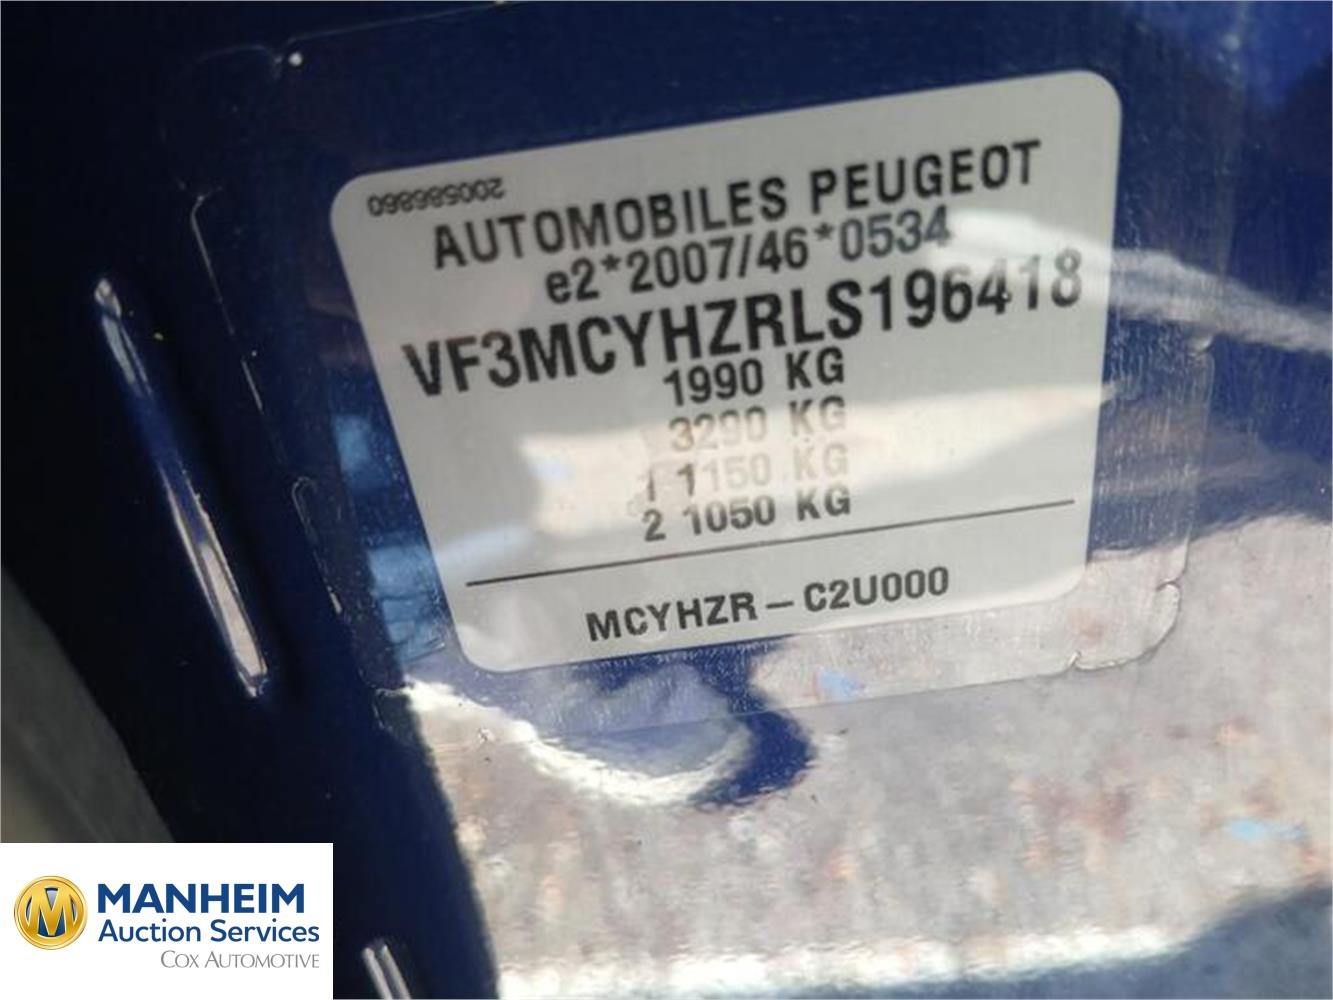 200586860
AUTOMOBILES PEUGEOT
e2*2007/46*0534
VF3MCYHZRLS196418
1990 KG
3290 KG
1 1150 KG
2 1050 KG
MCYHZR – C2U000
MANHEIM
Auction Services
COX AUTOMOTIVE